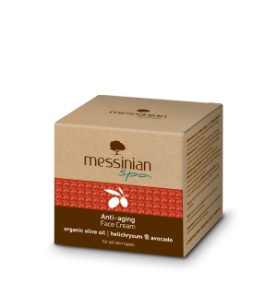 messinian
spa
Anti-aging
Face Cream
organic olive oil | helichrysum & avocado
for all skin types